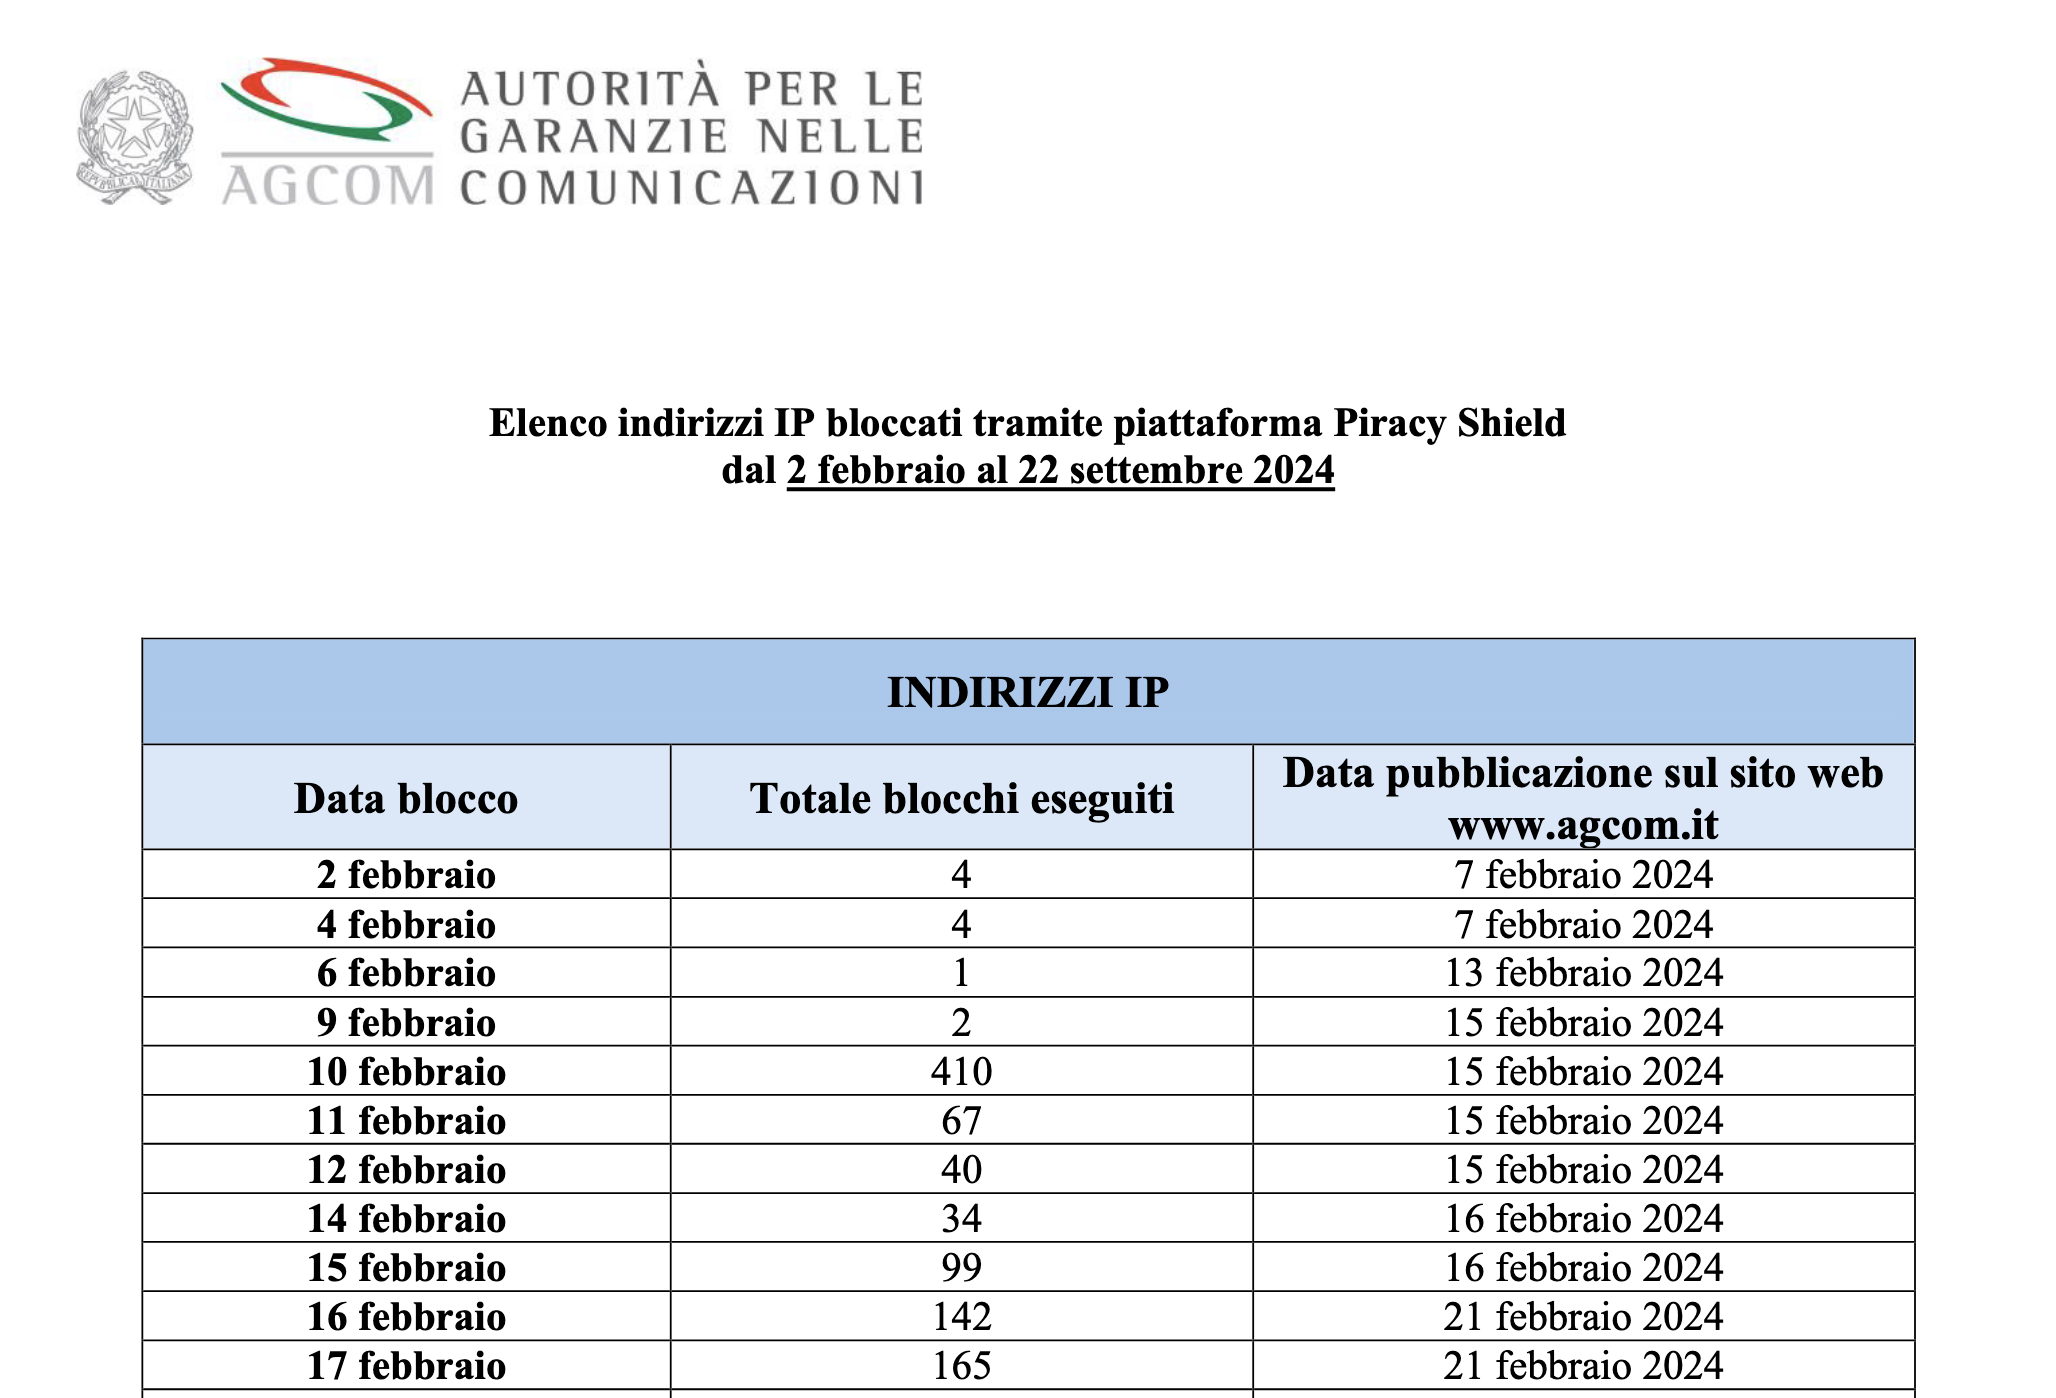 REPVBLICA ITALIANA
AGCOM
AUTORITÀ PER LE
GARANZIE NELLE
COMUNICAZIONI
Elenco indirizzi IP bloccati tramite piattaforma Piracy Shield
dal 2 febbraio al 22 settembre 2024
INDIRIZZI IP
Data blocco Totale blocchi eseguiti Data pubblicazione sul sito web
www.agcom.it
2 febbraio 4 7 febbraio 2024
4 febbraio 4 7 febbraio 2024
6 febbraio 1 13 febbraio 2024
9 febbraio 2 15 febbraio 2024
10 febbraio 410 15 febbraio 2024
11 febbraio 67 15 febbraio 2024
12 febbraio 40 15 febbraio 2024
14 febbraio 34 16 febbraio 2024
15 febbraio 99 16 febbraio 2024
16 febbraio 142 21 febbraio 2024
17 febbraio 165 21 febbraio 2024